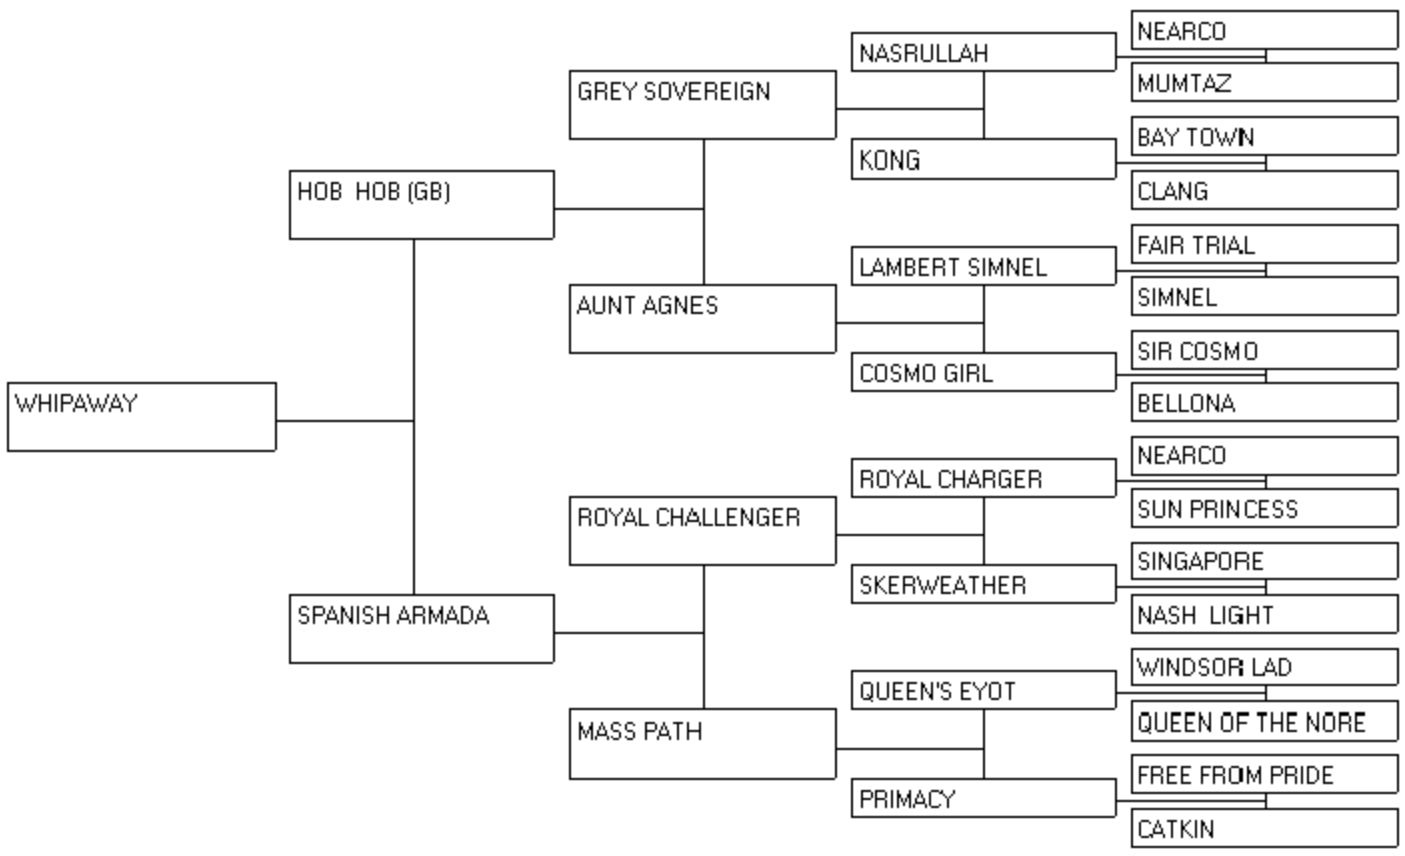 NEARCO
NASRULLAH
MUMTAZ
GREY SOVEREIGN
BAY TOWN
KONG
CLANG
HOB HOB (GB)
FAIR TRIAL
LAMBERT SIMNEL
SIMNEL
AUNT AGNES
SIR COSMO
COSMO GIRL
BELLONA
WHIPAWAY
NEARCO
ROYAL CHARGER
SUN PRINCESS
ROYAL CHALLENGER
SINGAPORE
SKERWEATHER
NASH LIGHT
SPANISH ARMADA
WINDSOR LAD
QUEEN'S EYOT
QUEEN OF THE NORE
MASS PATH
FREE FROM PRIDE
PRIMACY
CATKIN